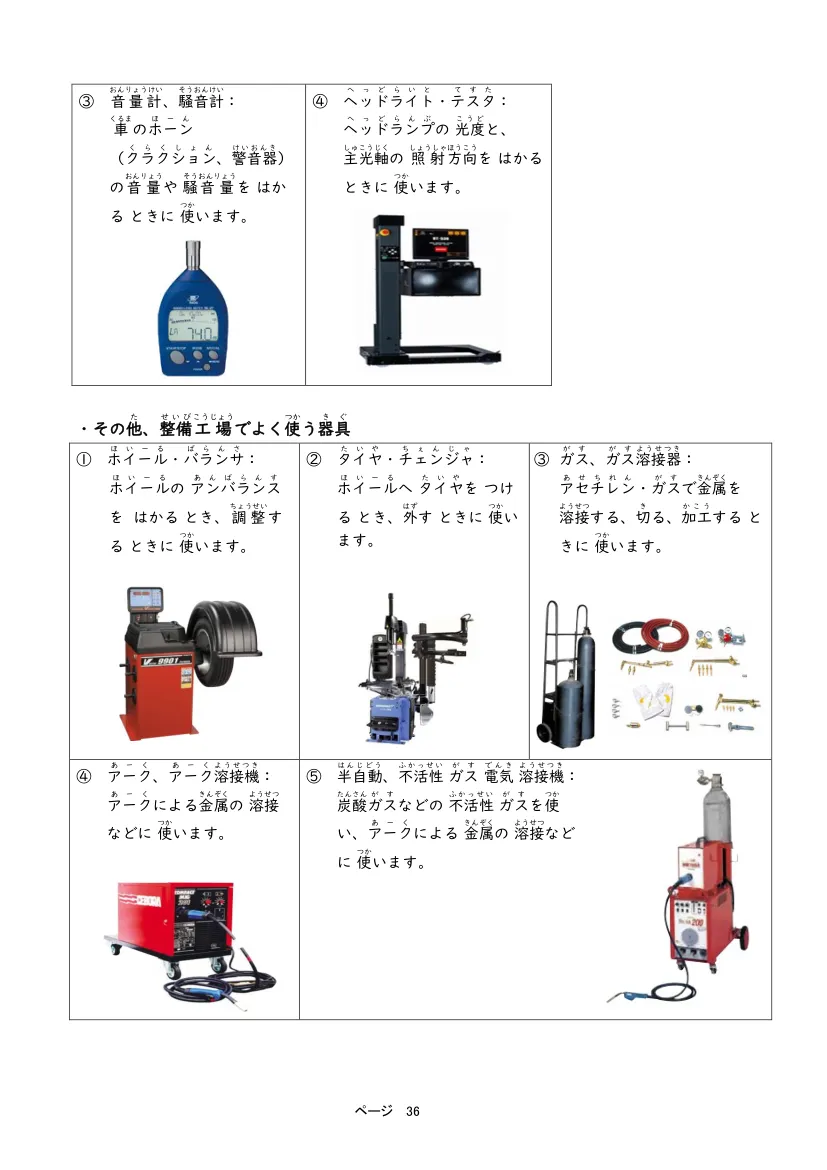 ③ 音量計、騒音計：
車のホーン
（クラクション、警音器）
の音量や 騒音量を はか
る ときに 使います。
74.0
④ ヘッドライト・テスタ：
ヘッドランプの 光度と、
主光軸の 照射方向を はかる
ときに 使います。
・その他、整備工場でよく使う器具
① ホイール・バランサ：
ホイールの アンバランス
を はかる とき、調整す
る ときに 使います。
9901
② タイヤ・チェンジャ：
ホイールへ タイヤを つけ
る とき、外す ときに 使い
ます。
③ ガス、ガス溶接器：
アセチレン・ガスで金属を
溶接する、切る、加工する と
きに 使います。
④ アーク、アーク溶接機：
アークによる金属の 溶接
などに 使います。
⑤ 半自動、不活性 ガス 電気 溶接機：
炭酸ガスなどの 不活性 ガスを使
い、アークによる 金属の 溶接など
に 使います。
200
ページ 36